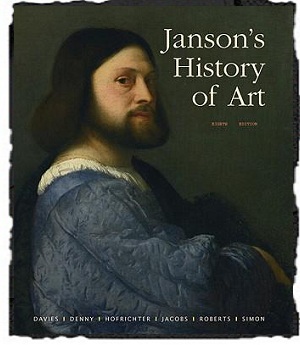 Janson's
History
of Art
EIGHTH EDITION
DAVIES | DENNY | HOFRICHTER | JACOBS | ROBERTS | SIMON